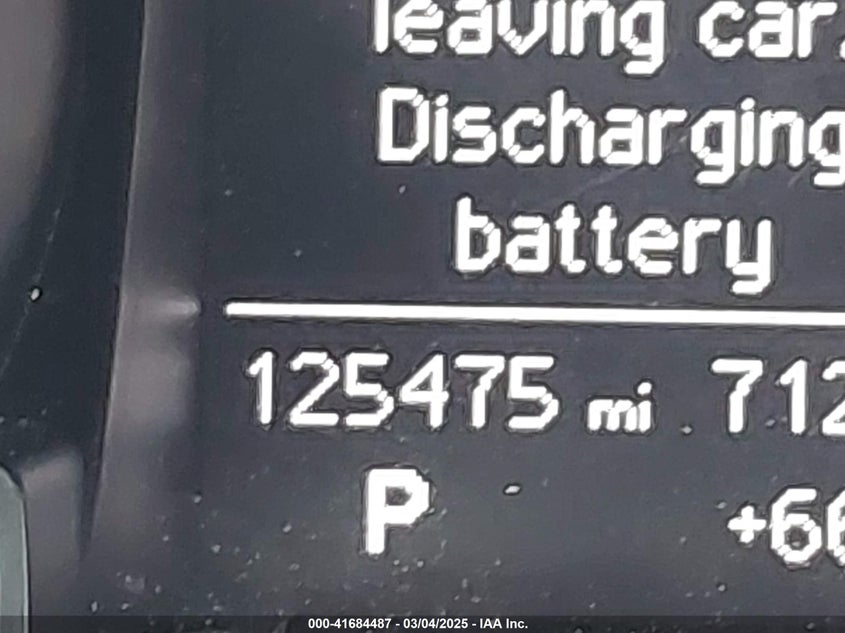 leaving car.
Discharging
battery
125475 mi 712
P +66
000-41684487 - 03/04/2025 - IAA Inc.